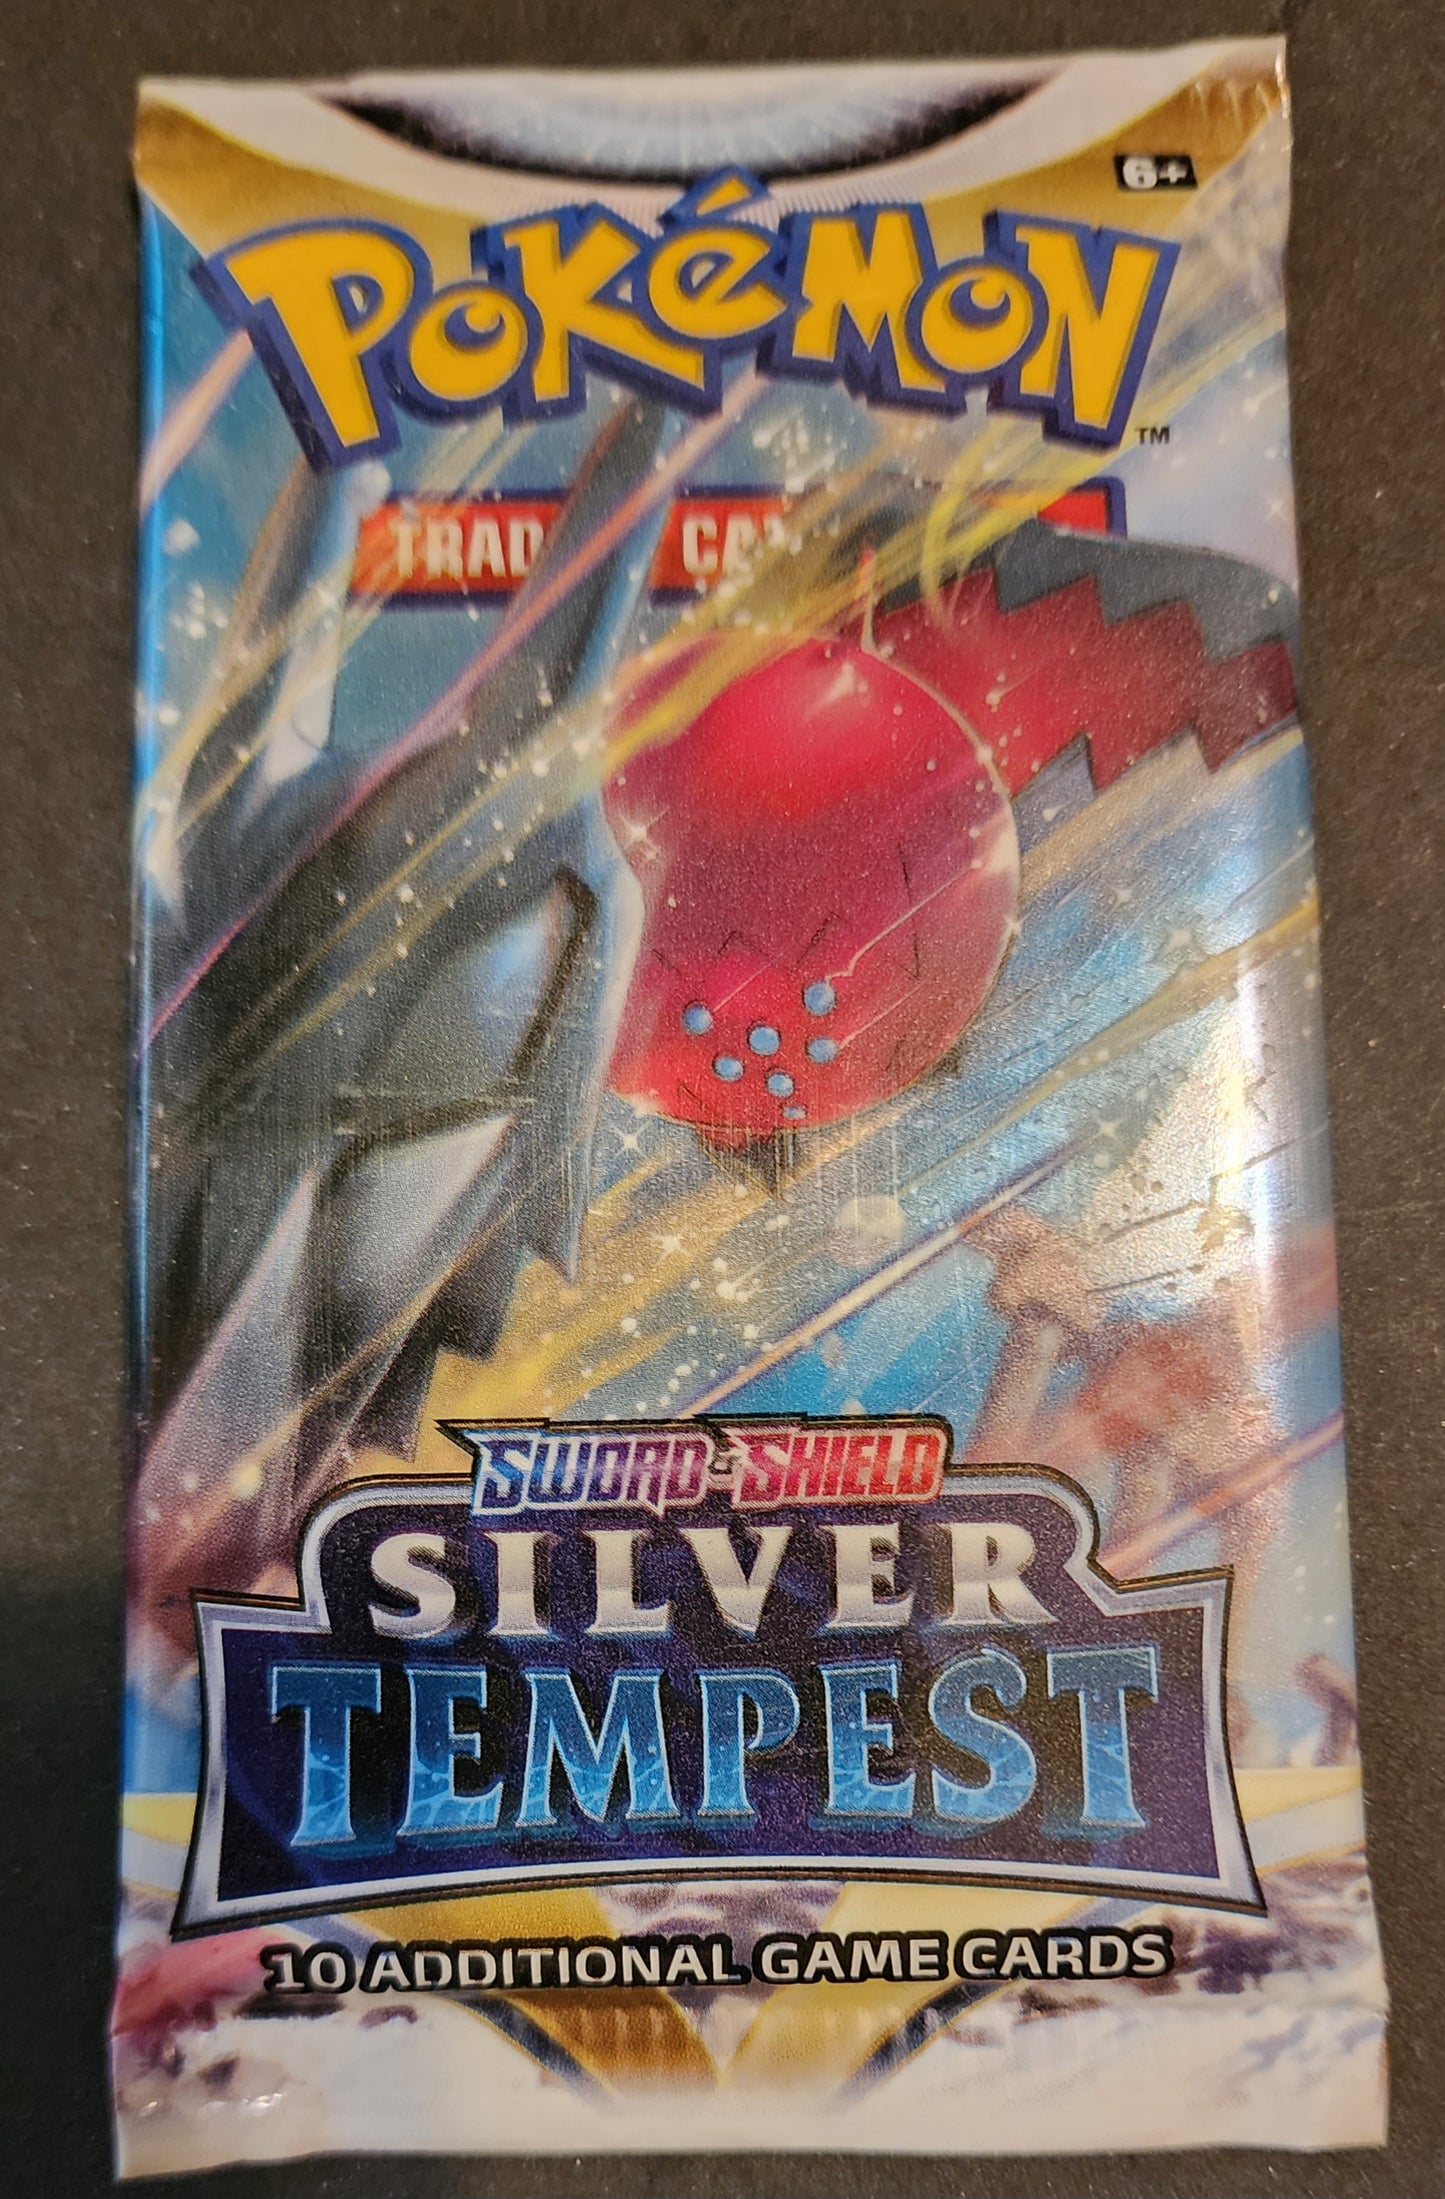 6+
POKéMON
TM
TRAD CA
SWORD & SHIELD
SILVER
TEMPEST
10 ADDITIONAL GAME CARDS